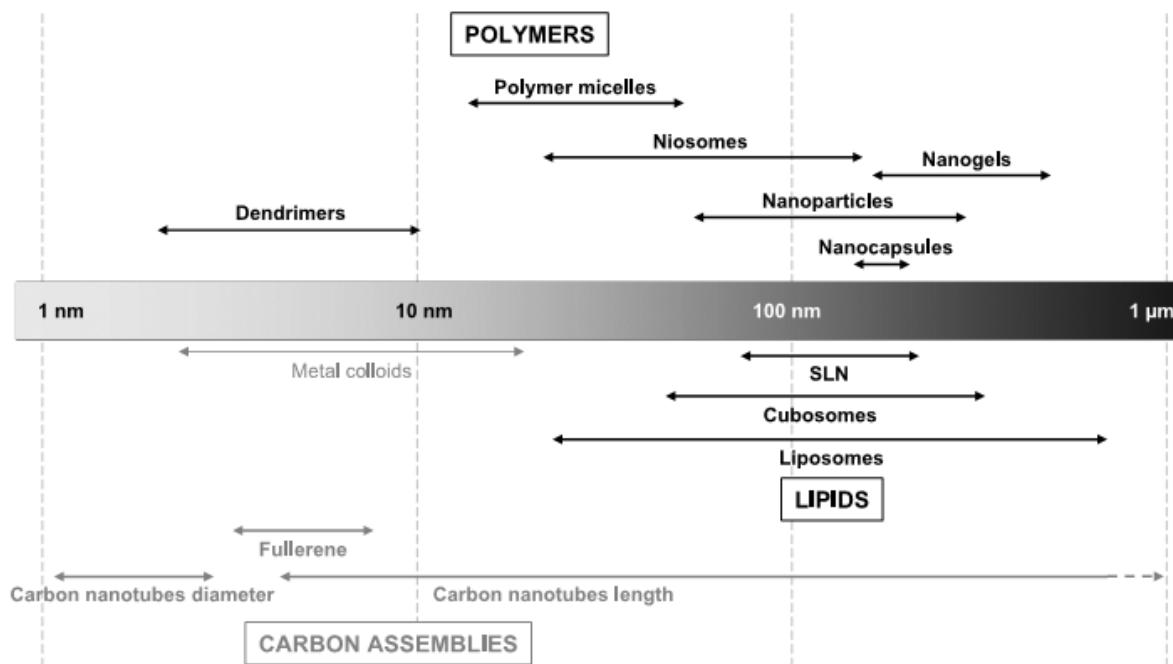 POLYMERS
Polymer micelles
Niosomes
Nanogels
Nanoparticles
Dendrimers
Nanocapsules
1 nm 10 nm 100 nm 1 µm
Metal colloids
SLN
Cubosomes
Liposomes
LIPIDS
Fullerene
Carbon nanotubes diameter Carbon nanotubes length
CARBON ASSEMBLIES